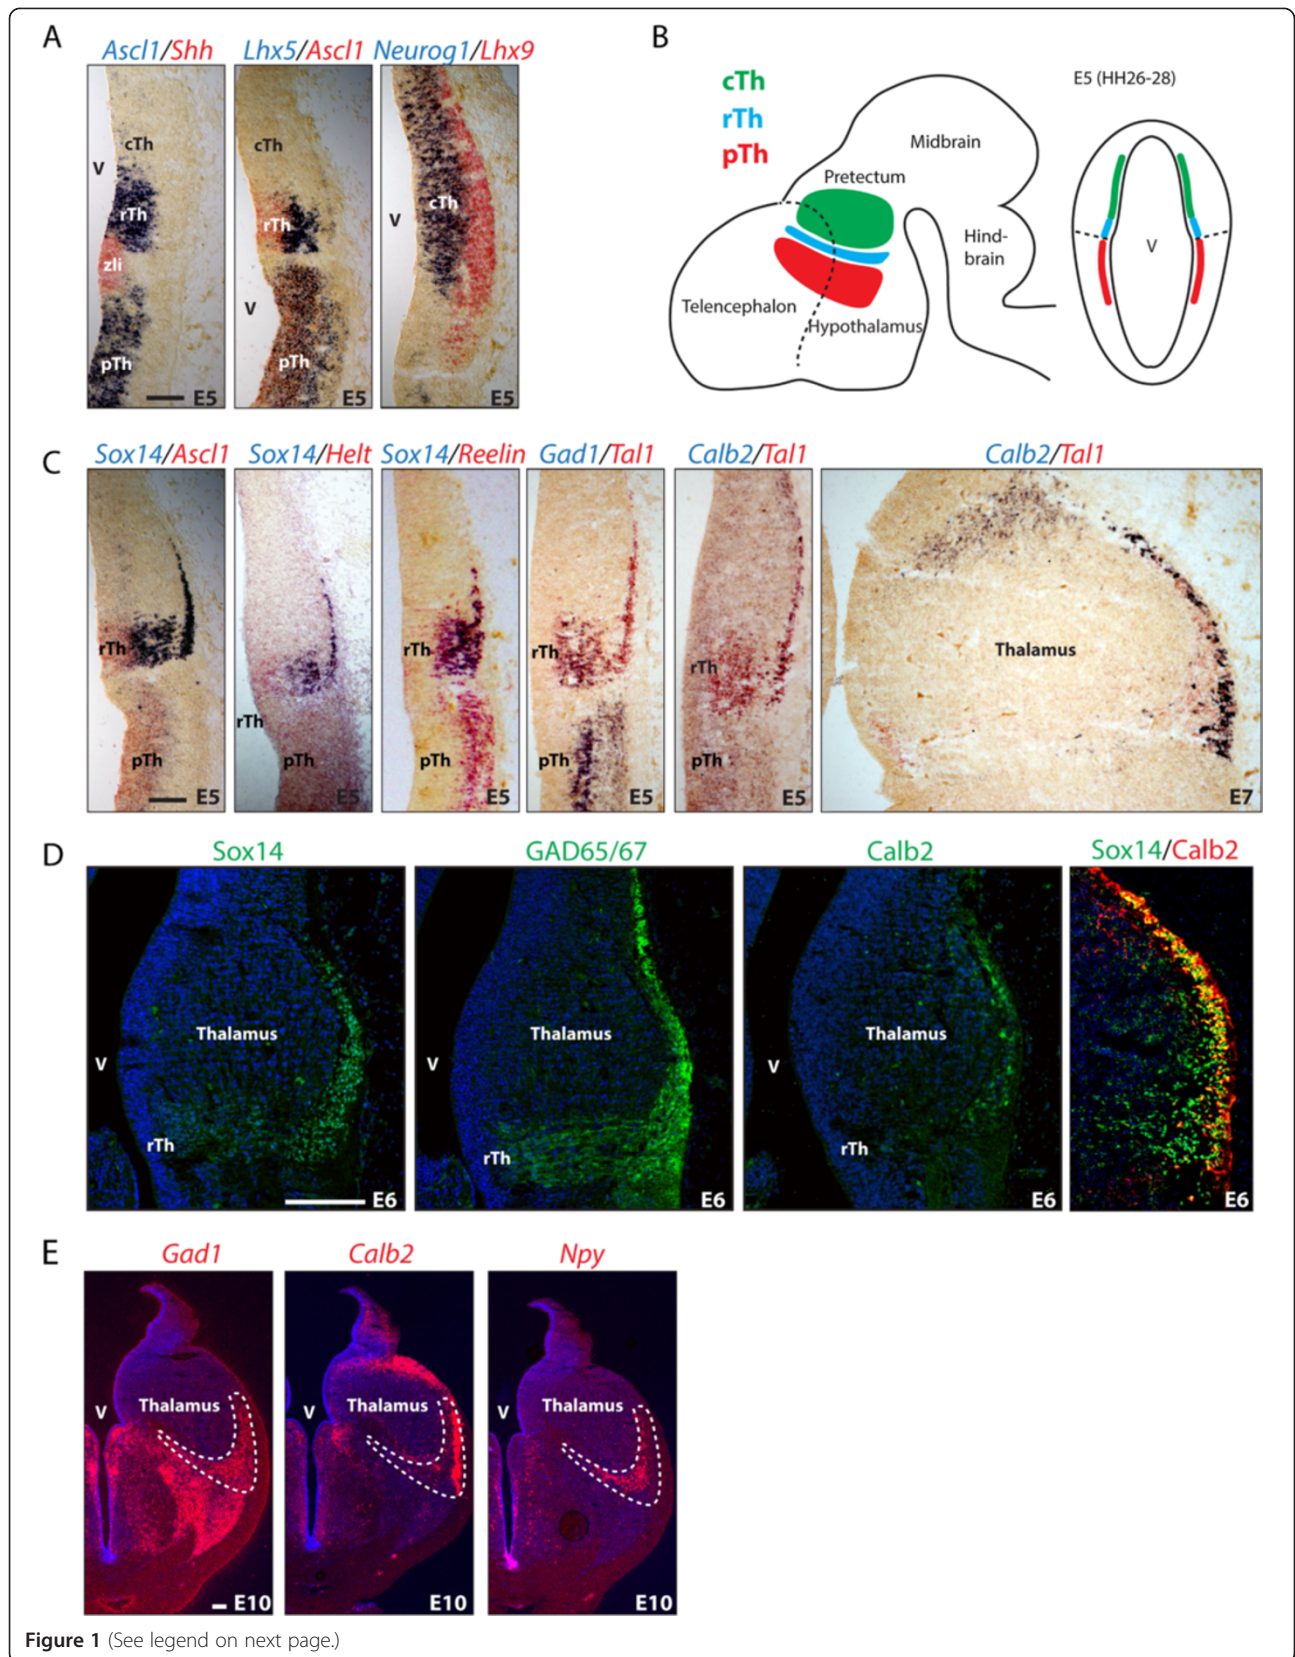 A
Ascl1/Shh
Lhx5/Ascl1
Neurog1/Lhx9
V
cTh
rTh
zli
pTh
E5
cTh
rTh
V
pTh
E5
V
cTh
E5
B
cTh
rTh
pTh
E5 (HH26-28)
Midbrain
Pretectum
Hind-
brain
Telencephalon
Hypothalamus
V
C
Sox14/Ascl1
Sox14/Helt
Sox14/Reelin
Gad1/Tal1
Calb2/Tal1
Calb2/Tal1
rTh
pTh
E5
rTh
pTh
E5
rTh
pTh
E5
rTh
pTh
E5
rTh
pTh
E5
Thalamus
E7
D
Sox14
GAD65/67
Calb2
Sox14/Calb2
Thalamus
V
rTh
E6
Thalamus
V
rTh
E6
Thalamus
V
rTh
E6
E6
E
Gad1
Calb2
Npy
Thalamus
V
E10
Thalamus
V
E10
Thalamus
V
E10
Figure 1 (See legend on next page.)